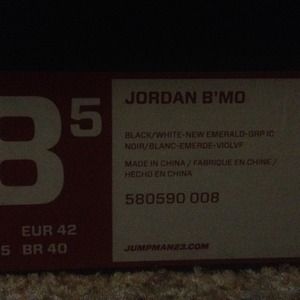 8⁵
EUR 42
5 BR 40
JORDAN B'MO
BLACK/WHITE-NEW EMERALD-GRP IC
NOIR/BLANC-EMERDE-VIOLVF
MADE IN CHINA / FABRIQUE EN CHINE /
HECHO EN CHINA
580590 008
JUMPMAN23.COM